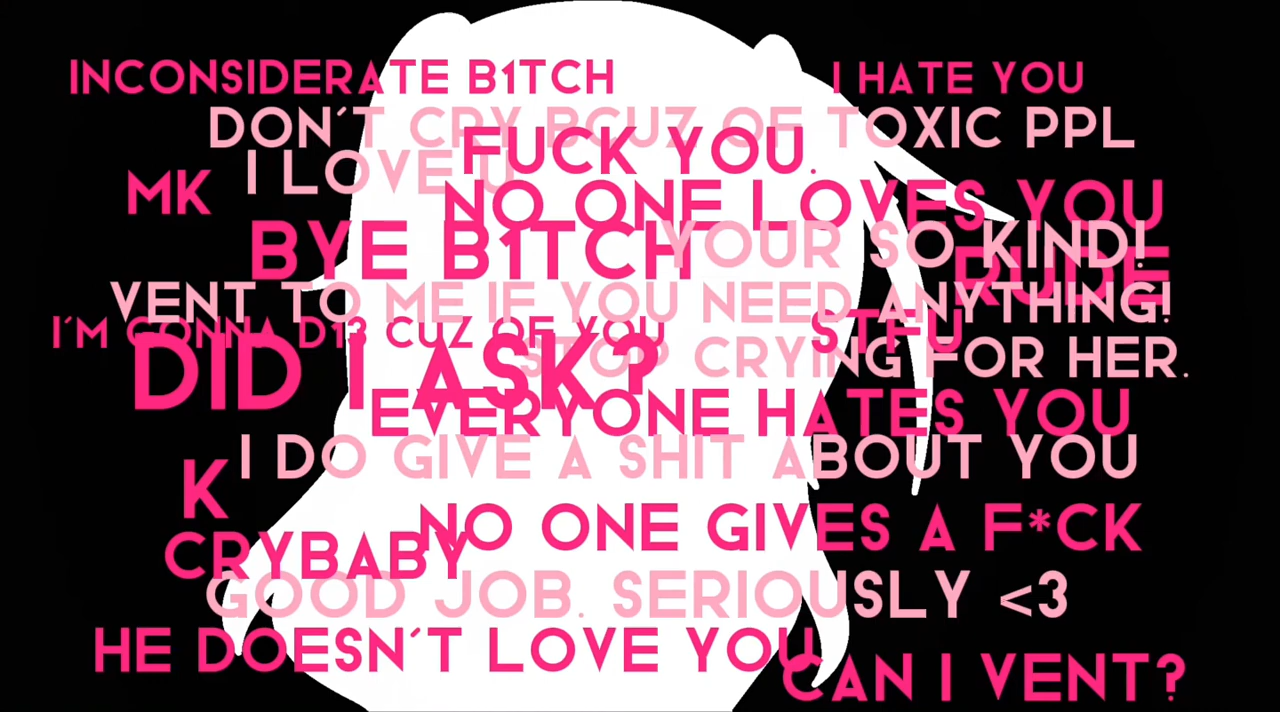 INCONSIDERATE B1TCH
I HATE YOU
DON'T CRY BCUZ OF TOXIC PPL
FUCK YOU.
I LOVE U
MK
NO ONE LOVES YOU
BYE B1TCH
YOUR SO KIND!
RUDE
VENT TO ME IF YOU NEED ANYTHING!
I'M GONNA D13 CUZ OF YOU
STFU
DID I ASK?
STOP CRYING FOR HER.
EVERYONE HATES YOU
I DO GIVE A SHIT ABOUT YOU
K
NO ONE GIVES A F*CK
CRYBABY
GOOD JOB. SERIOUSLY <3
HE DOESN'T LOVE YOU
CAN I VENT?